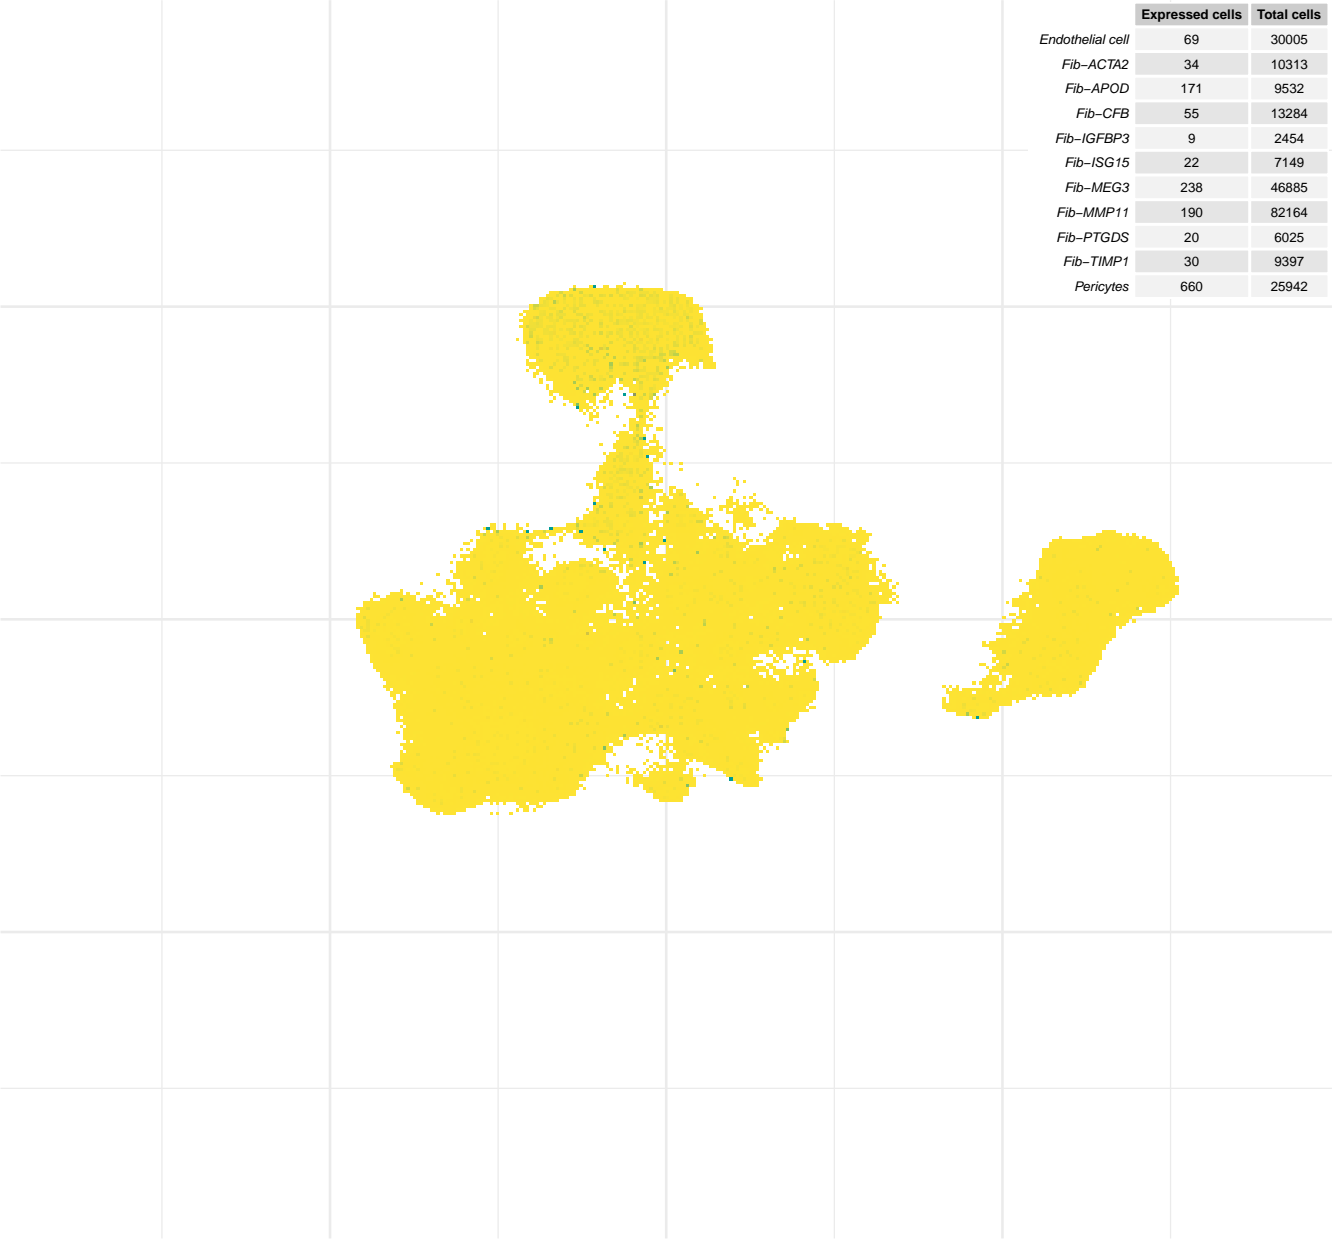 Expressed cells Total cells
Endothelial cell 69 30005
Fib−ACTA2 34 10313
Fib−APOD 171 9532
Fib−CFB 55 13284
Fib−IGFBP3 9 2454
Fib−ISG15 22 7149
Fib−MEG3 238 46885
Fib−MMP11 190 82164
Fib−PTGDS 20 6025
Fib−TIMP1 30 9397
Pericytes 660 25942